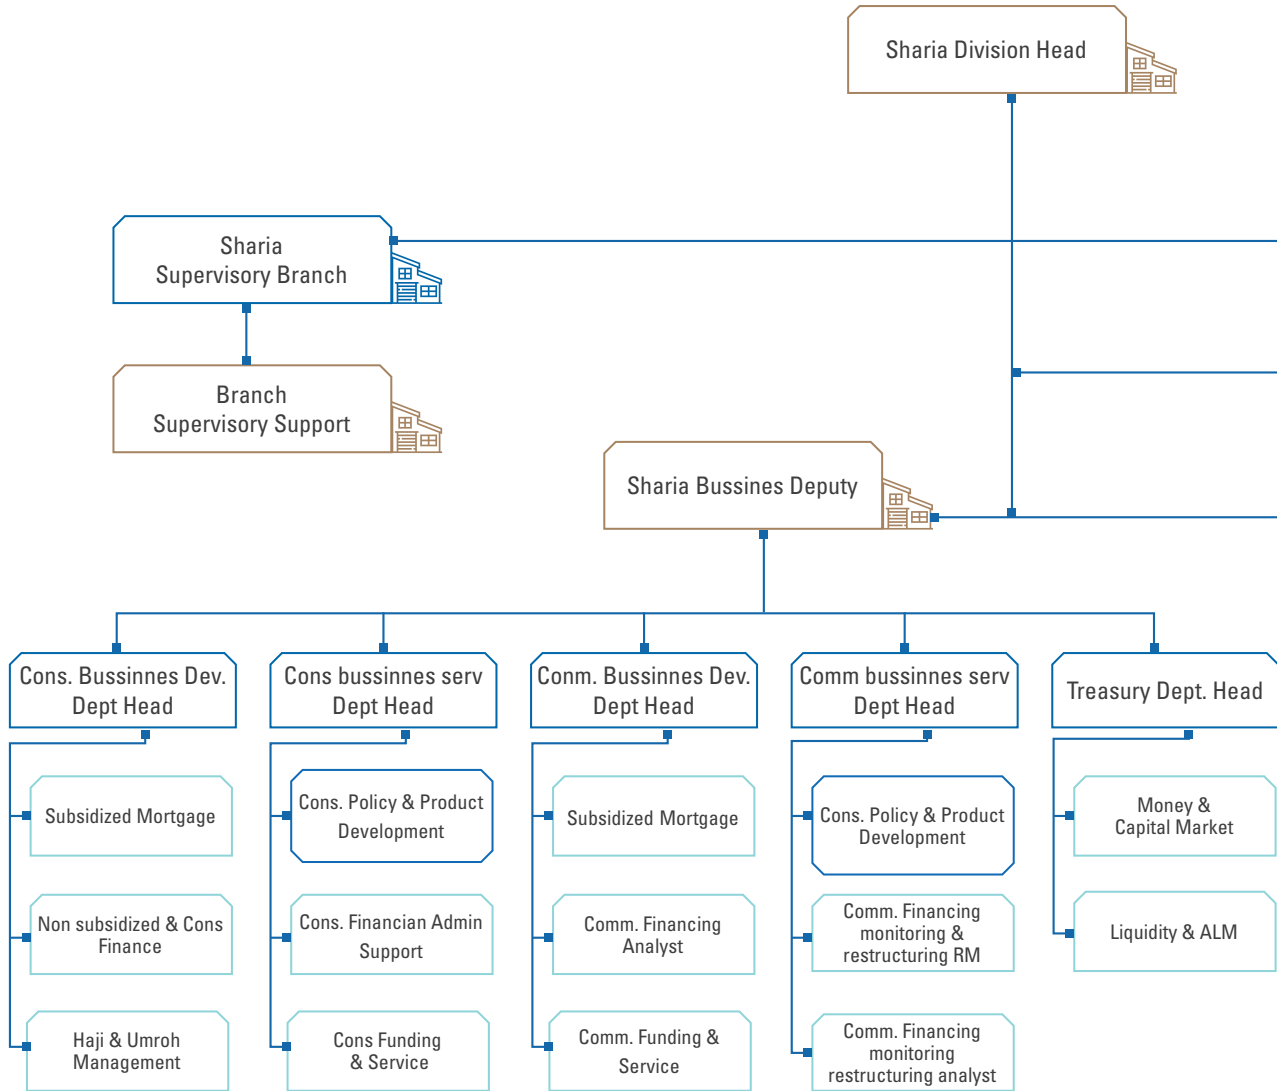 Sharia Division Head
Sharia
Supervisory Branch
Branch
Supervisory Support
Sharia Bussines Deputy
Cons. Bussinnes Dev.
Dept Head
Cons bussinnes serv
Dept Head
Conm. Bussinnes Dev.
Dept Head
Comm bussinnes serv
Dept Head
Treasury Dept. Head
Subsidized Mortgage
Non subsidized & Cons
Finance
Haji & Umroh
Management
Cons. Policy & Product
Development
Cons. Financian Admin
Support
Cons Funding
& Service
Subsidized Mortgage
Comm. Financing
Analyst
Comm. Funding &
Service
Cons. Policy & Product
Development
Comm. Financing
monitoring &
restructuring RM
Comm. Financing
monitoring
restructuring analyst
Money &
Capital Market
Liquidity & ALM